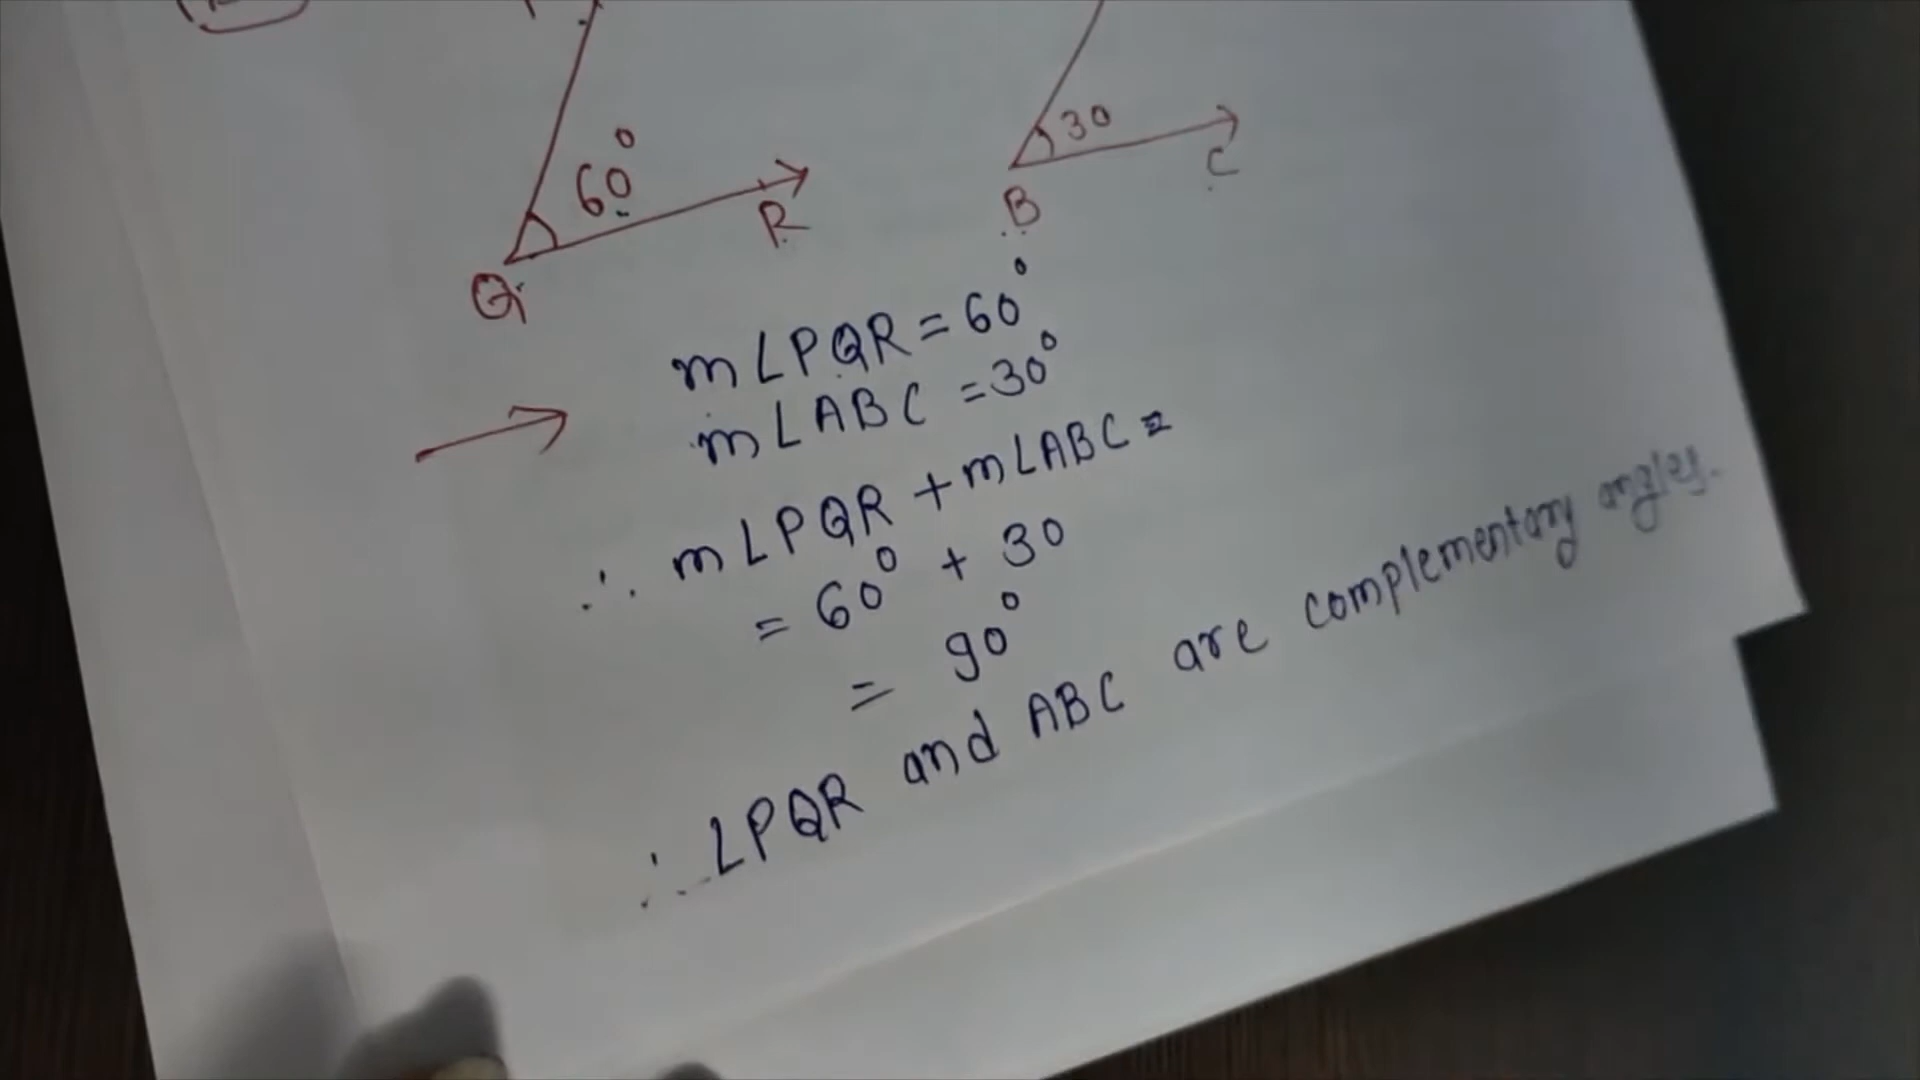 60°
R
Q
30
B
C
m∠PQR = 60°
m∠ABC = 30°
∴ m∠PQR + m∠ABC =
= 60° + 30
= 90°
∴ ∠PQR and ABC are complementary angles.